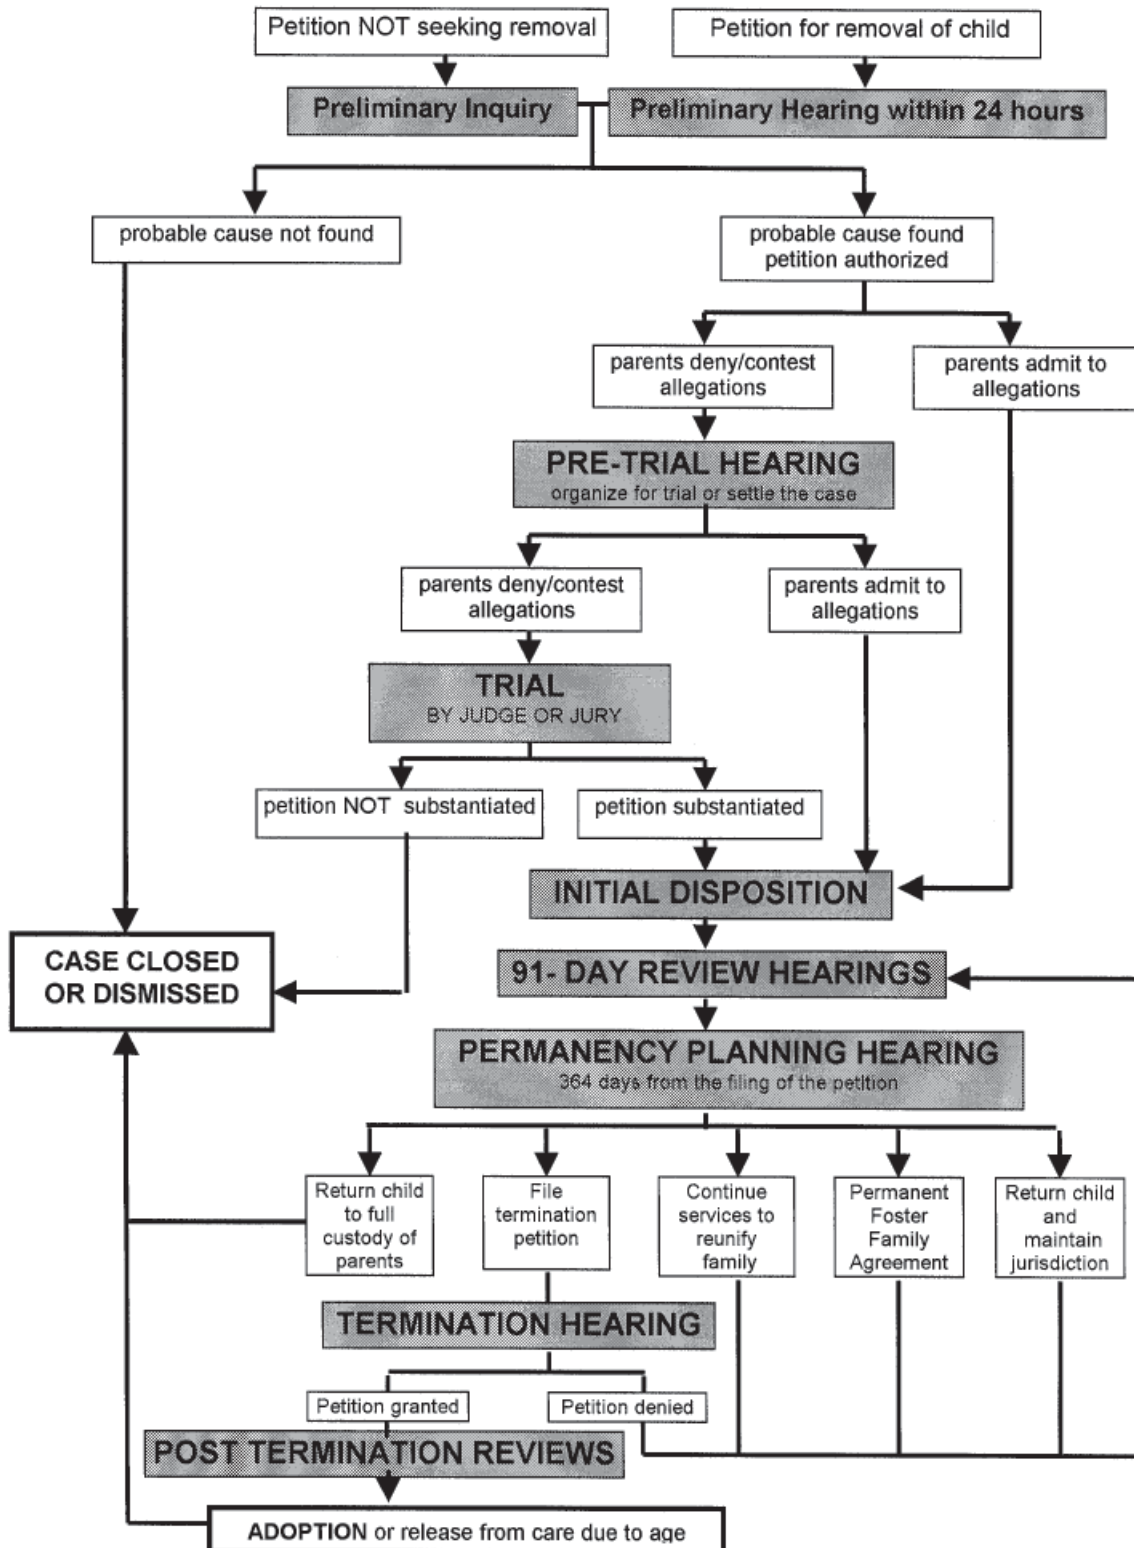 Petition NOT seeking removal
Petition for removal of child
Preliminary Inquiry
Preliminary Hearing within 24 hours
probable cause not found
probable cause found
petition authorized
parents deny/contest
allegations
parents admit to
allegations
PRE-TRIAL HEARING
organize for trial or settle the case
parents deny/contest
allegations
parents admit to
allegations
TRIAL
BY JUDGE OR JURY
petition NOT substantiated
petition substantiated
INITIAL DISPOSITION
CASE CLOSED
OR DISMISSED
91- DAY REVIEW HEARINGS
PERMANENCY PLANNING HEARING
364 days from the filing of the petition
Return child
to full
custody of
parents
File
termination
petition
Continue
services to
reunify
family
Permanent
Foster
Family
Agreement
Return child
and
maintain
jurisdiction
TERMINATION HEARING
Petition granted
Petition denied
POST TERMINATION REVIEWS
ADOPTION or release from care due to age